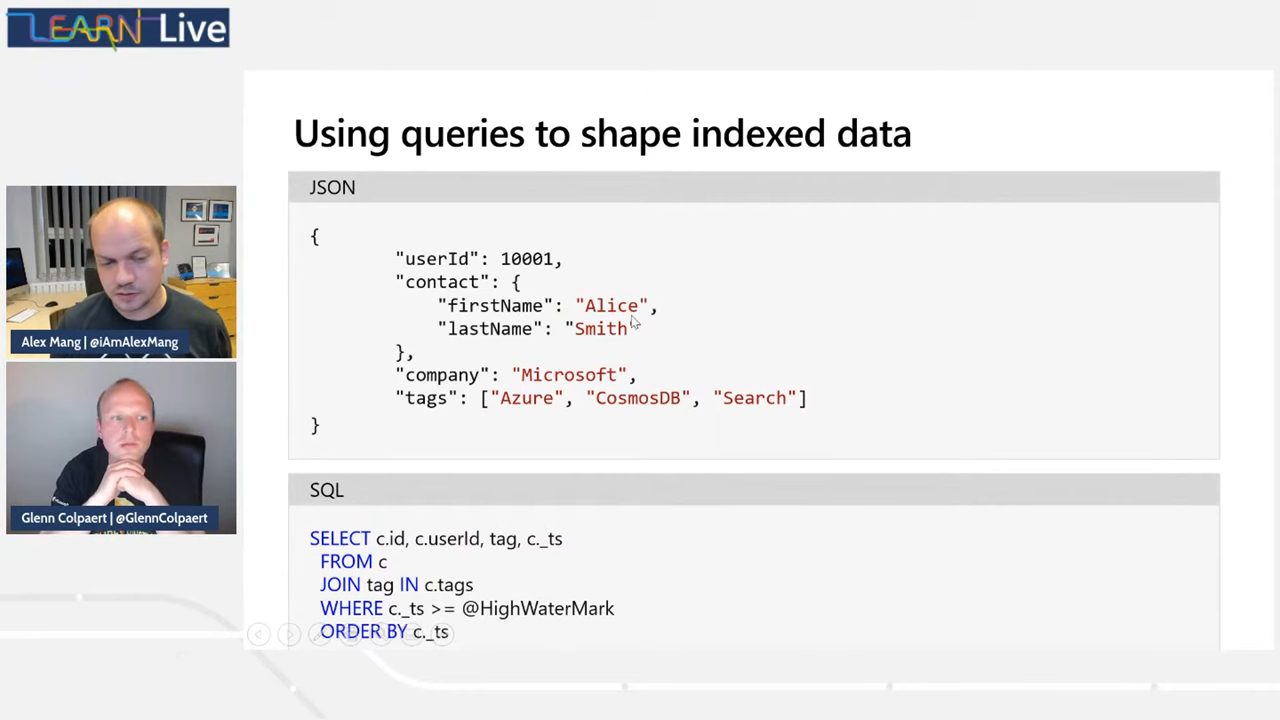 LEARN Live
Using queries to shape indexed data
JSON
{
"userId": 10001,
"contact": {
"firstName": "Alice",
"lastName": "Smith
},
"company": "Microsoft",
"tags": ["Azure", "CosmosDB", "Search"]
}
SQL
SELECT c.id, c.userId, tag, c._ts
FROM c
JOIN tag IN c.tags
WHERE c._ts >= @HighWaterMark
ORDER BY c._ts
Alex Mang | @iAmAlexMang
Glenn Colpaert | @GlennColpaert